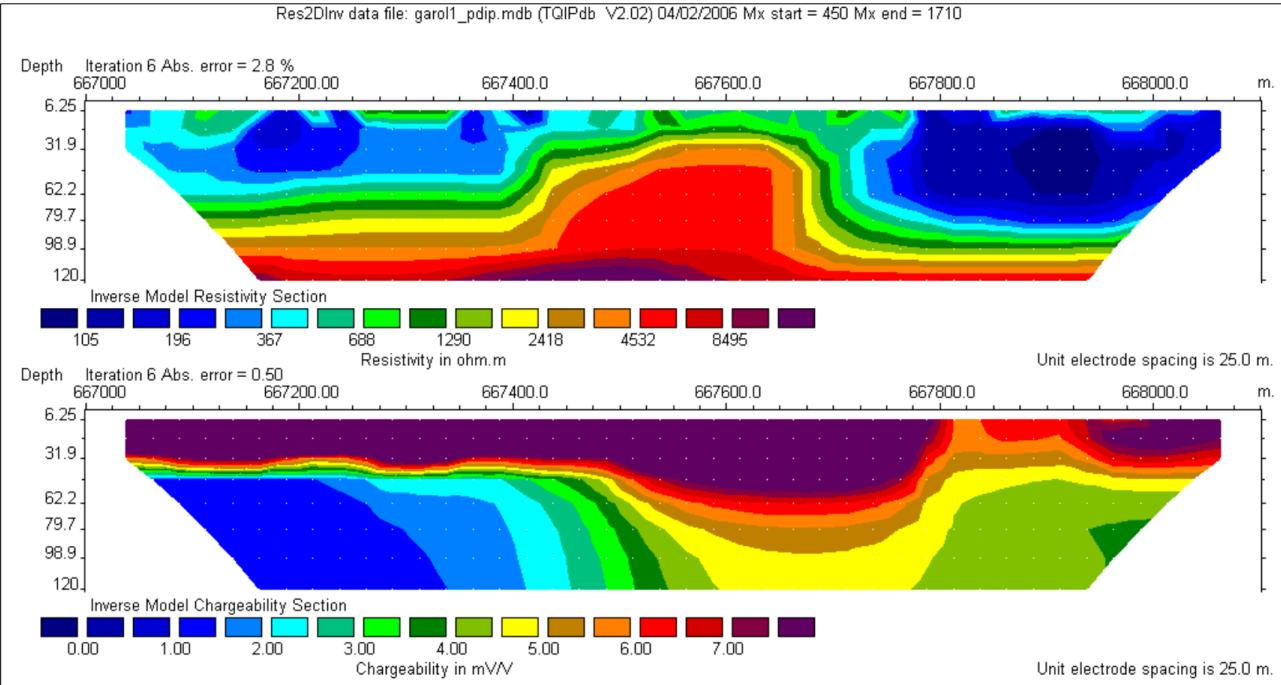 Res2DInv data file: garol1_pdip.mdb (TQIPdb V2.02) 04/02/2006 Mx start = 450 Mx end = 1710
Depth Iteration 6 Abs. error = 2.8 %
667000 667200.00 667400.0 667600.0 667800.0 668000.0 m.
6.25
31.9
62.2
79.7
98.9
120.
Inverse Model Resistivity Section
105 196 367 688 1290 2418 4532 8495
Resistivity in ohm.m
Unit electrode spacing is 25.0 m.
Depth Iteration 6 Abs. error = 0.50
667000 667200.00 667400.0 667600.0 667800.0 668000.0 m.
6.25
31.9
62.2
79.7
98.9
120.
Inverse Model Chargeability Section
0.00 1.00 2.00 3.00 4.00 5.00 6.00 7.00
Chargeability in mV/V
Unit electrode spacing is 25.0 m.